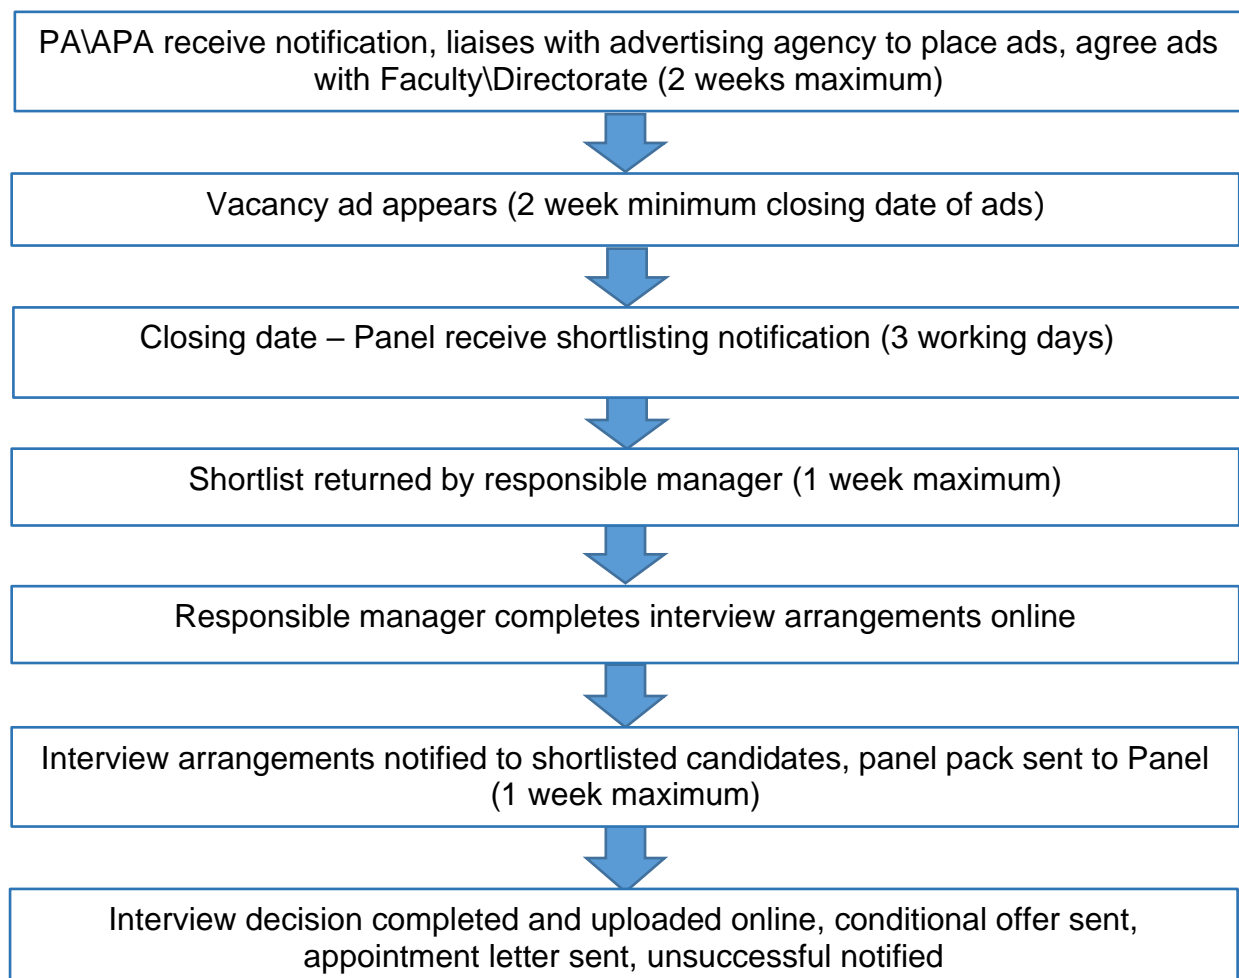 PA\APA receive notification, liaises with advertising agency to place ads, agree ads
with Faculty\Directorate (2 weeks maximum)
Vacancy ad appears (2 week minimum closing date of ads)
Closing date – Panel receive shortlisting notification (3 working days)
Shortlist returned by responsible manager (1 week maximum)
Responsible manager completes interview arrangements online
Interview arrangements notified to shortlisted candidates, panel pack sent to Panel
(1 week maximum)
Interview decision completed and uploaded online, conditional offer sent,
appointment letter sent, unsuccessful notified